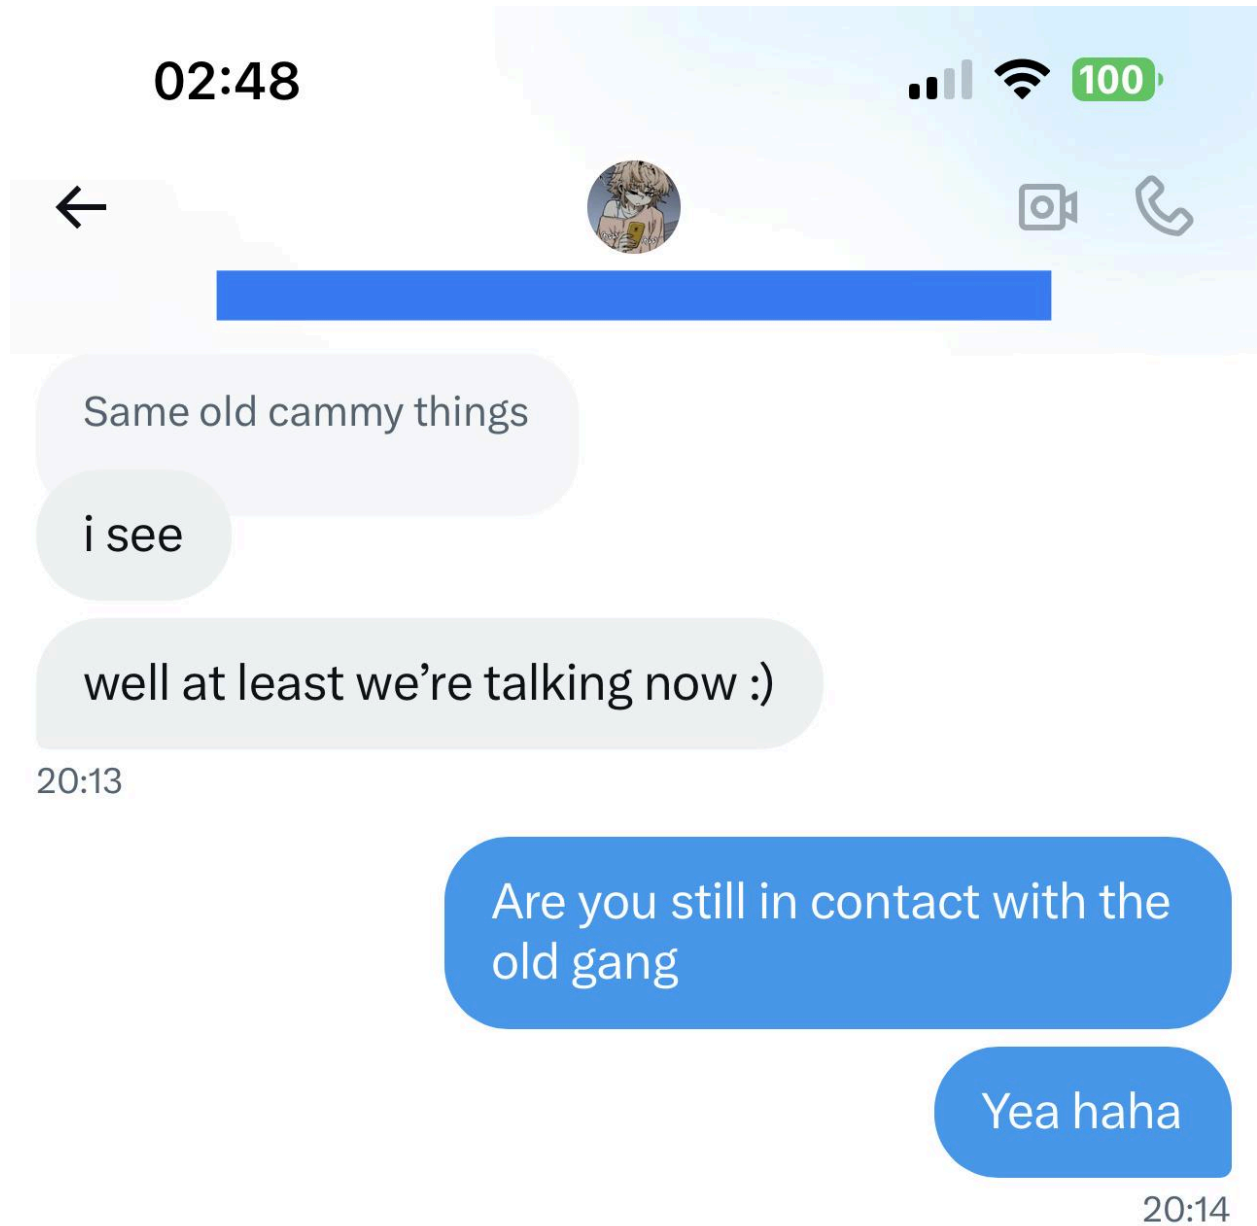 02:48
100
Same old cammy things
i see
well at least we’re talking now :)
20:13
Are you still in contact with the
old gang
Yea haha
20:14